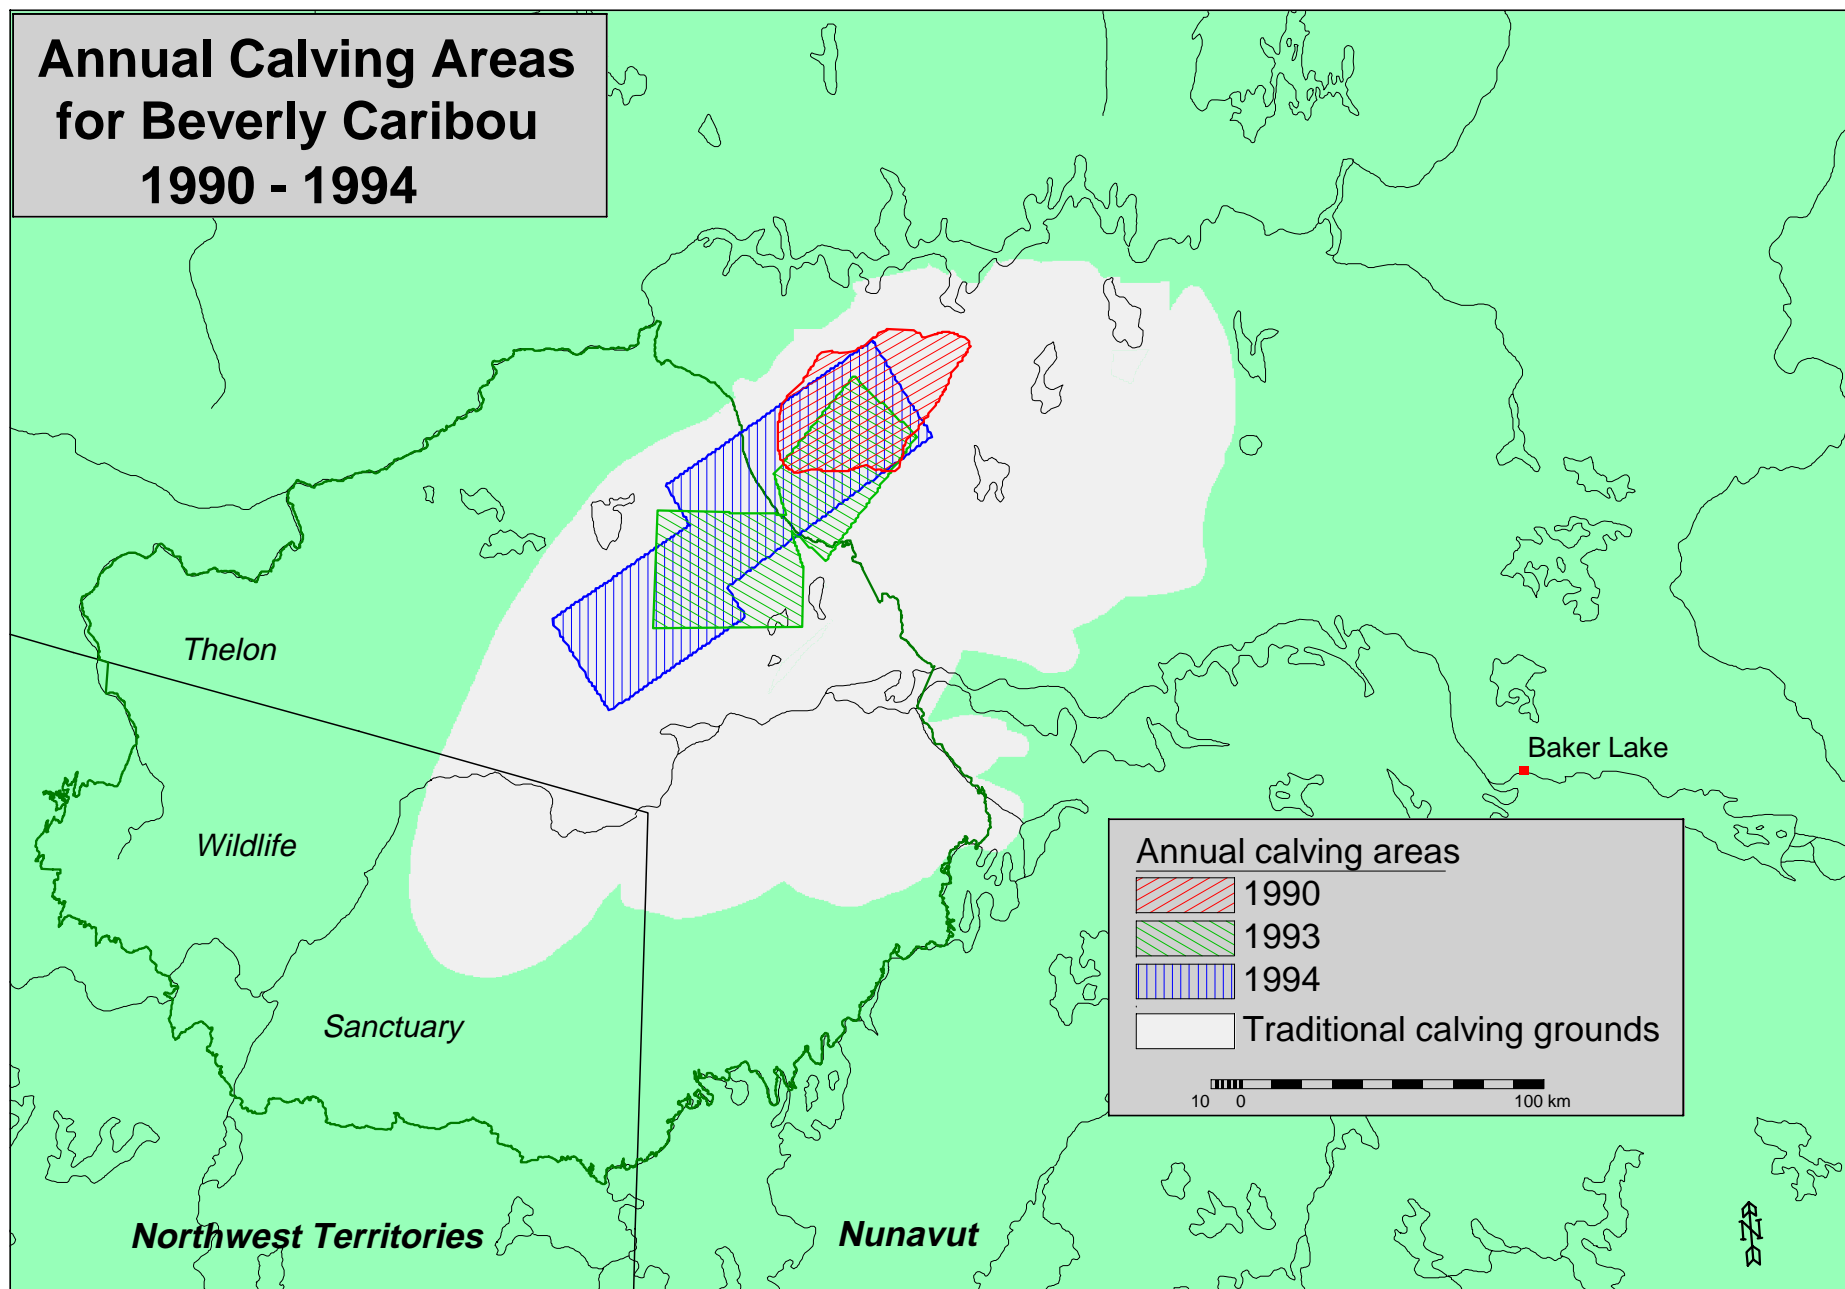 Annual Calving Areas
for Beverly Caribou
1990 - 1994
Thelon
Wildlife
Sanctuary
Baker Lake
Annual calving areas
1990
1993
1994
Traditional calving grounds
10 0 100 km
Northwest Territories
Nunavut
N